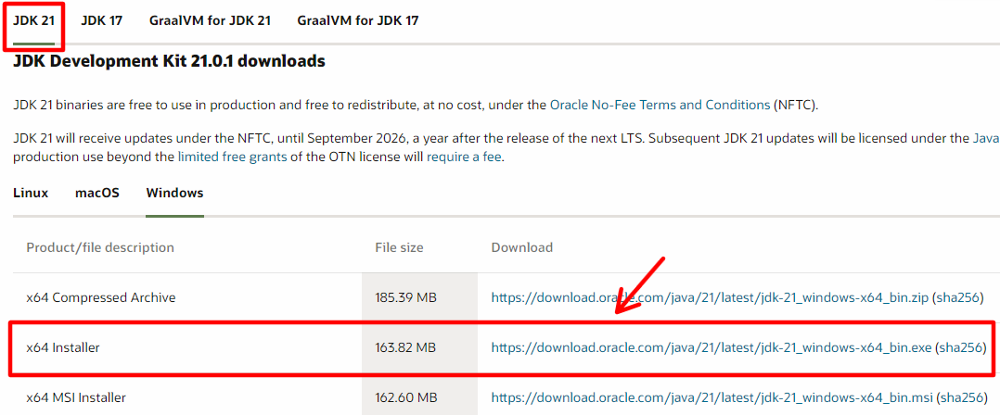 JDK 21 JDK 17 GraalVM for JDK 21 GraalVM for JDK 17
JDK Development Kit 21.0.1 downloads
JDK 21 binaries are free to use in production and free to redistribute, at no cost, under the Oracle No-Fee Terms and Conditions (NFTC).
JDK 21 will receive updates under the NFTC, until September 2026, a year after the release of the next LTS. Subsequent JDK 21 updates will be licensed under the Java
production use beyond the limited free grants of the OTN license will require a fee.
Linux macOS Windows
Product/file description File size Download
x64 Compressed Archive 185.39 MB https://download.oracle.com/java/21/latest/jdk-21_windows-x64_bin.zip (sha256)
x64 Installer 163.82 MB https://download.oracle.com/java/21/latest/jdk-21_windows-x64_bin.exe (sha256)
x64 MSI Installer 162.60 MB https://download.oracle.com/java/21/latest/jdk-21_windows-x64_bin.msi (sha256)